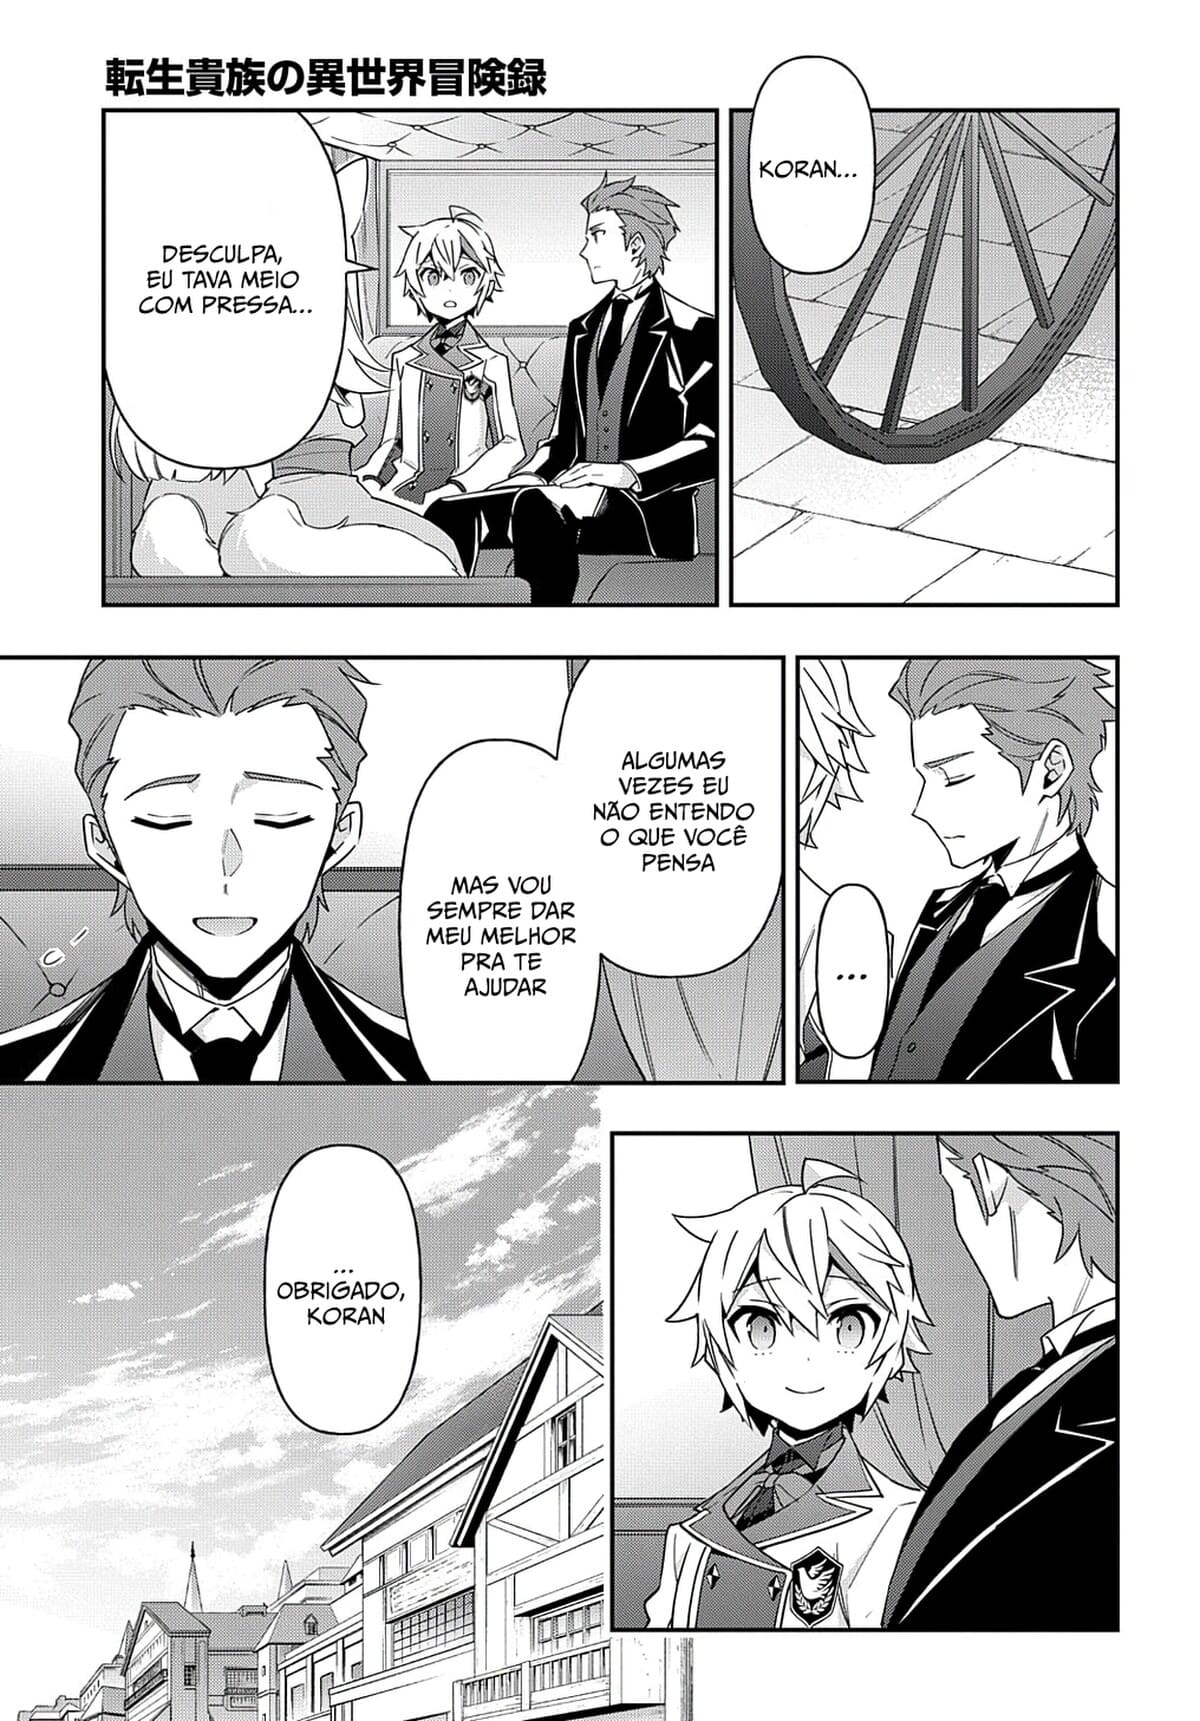 転生貴族の異世界冒険録
KORAN...
DESCULPA,
EU TAVA MEIO
COM PRESSA...
...
ALGUMAS
VEZES EU
NÃO ENTENDO
O QUE VOCÊ
PENSA
MAS VOU
SEMPRE DAR
MEU MELHOR
PRA TE
AJUDAR
...
OBRIGADO,
KORAN